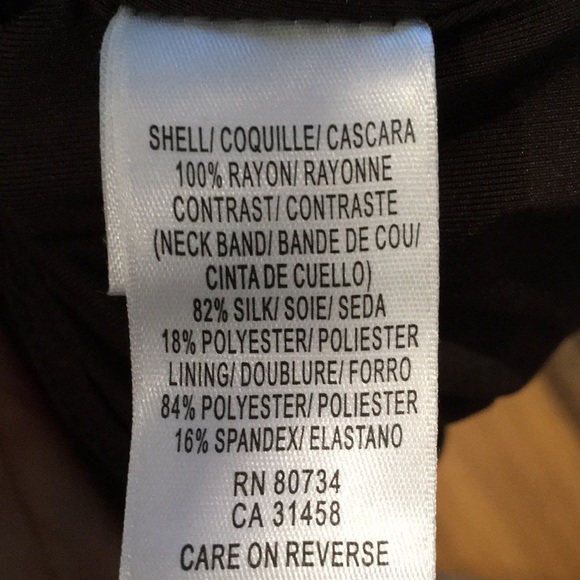 SHELL/ COQUILLE/ CASCARA
100% RAYON/ RAYONNE
CONTRAST/ CONTRASTE
(NECK BAND/ BANDE DE COU/
CINTA DE CUELLO)
82% SILK/ SOIE/ SEDA
18% POLYESTER/ POLIESTER
LINING/ DOUBLURE/ FORRO
84% POLYESTER/ POLIESTER
16% SPANDEX/ ELASTANO
RN 80734
CA 31458
CARE ON REVERSE